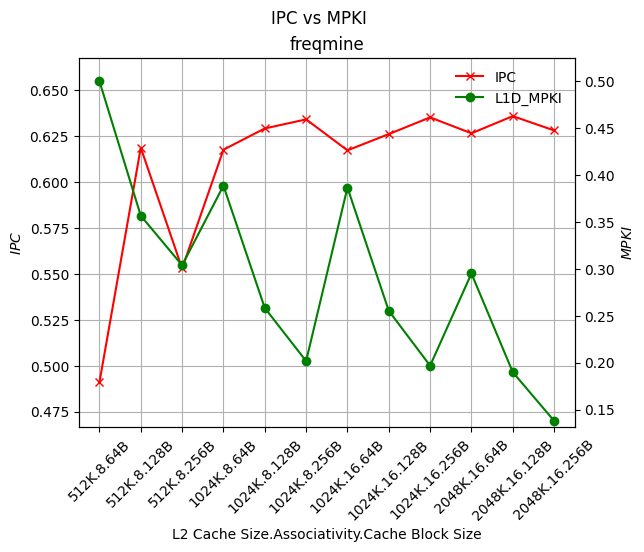 IPC vs MPKI
freqmine
IPC
L1D_MPKI
0.650
0.625
0.600
0.575
0.550
0.525
0.500
0.475
IPC
0.50
0.45
0.40
0.35
0.30
0.25
0.20
0.15
MPKI
512K.8.64B
512K.8.128B
512K.8.256B
1024K.8.64B
1024K.8.128B
1024K.8.256B
1024K.16.64B
1024K.16.128B
1024K.16.256B
2048K.16.64B
2048K.16.128B
2048K.16.256B
L2 Cache Size.Associativity.Cache Block Size